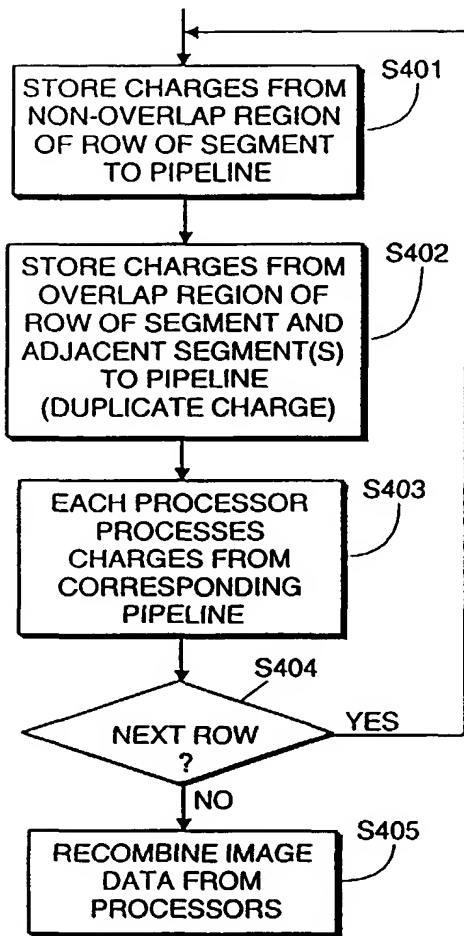 S401
STORE CHARGES FROM
NON-OVERLAP REGION
OF ROW OF SEGMENT
TO PIPELINE
S402
STORE CHARGES FROM
OVERLAP REGION OF
ROW OF SEGMENT AND
ADJACENT SEGMENT(S)
TO PIPELINE
(DUPLICATE CHARGE)
S403
EACH PROCESSOR
PROCESSES
CHARGES FROM
CORRESPONDING
PIPELINE
S404
NEXT ROW
?
YES
NO
S405
RECOMBINE IMAGE
DATA FROM
PROCESSORS